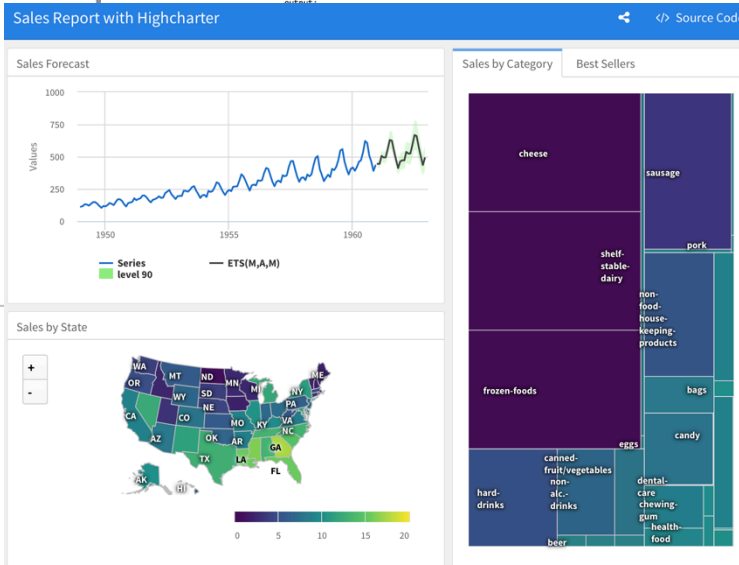 output:
Sales Report with Highcharter
</> Source Code
Sales Forecast
1000
750
500
250
0
Values
1950
1955
1960
Series
ETS(M,A,M)
level 90
Sales by State
+
-
WA
MT
ND
MN
ME
OR
SD
MI
NY
WY
NE
PA
CA
CO
MO
KY
VA
NC
AZ
OK
AR
TX
LA
GA
FL
AK
HI
0
5
10
15
20
Sales by Category
Best Sellers
cheese
sausage
pork
shelf-
stable-
dairy
non-
food-
house-
keeping-
products
frozen-foods
bags
candy
eggs
canned-
fruit/vegetables
non-
alc.-
drinks
hard-
drinks
dental-
care
chewing-
gum
health-
food
beer